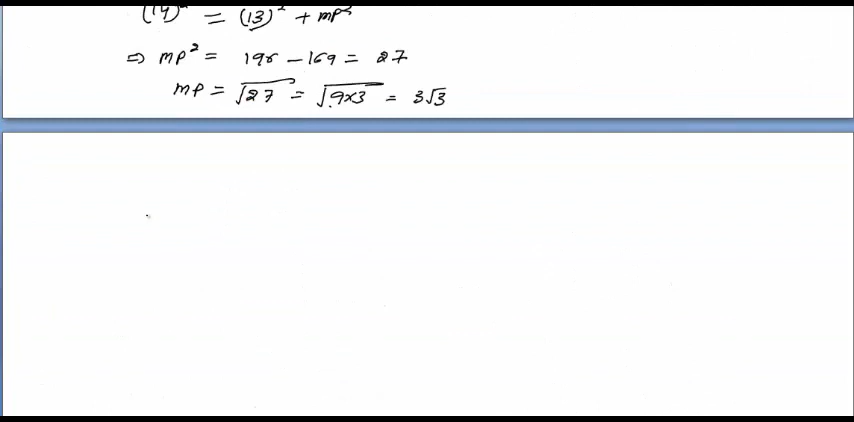 (14)² = (13)² + MP²
⇒ MP² = 196 - 169 = 27
MP = √27 = √9×3 = 3√3